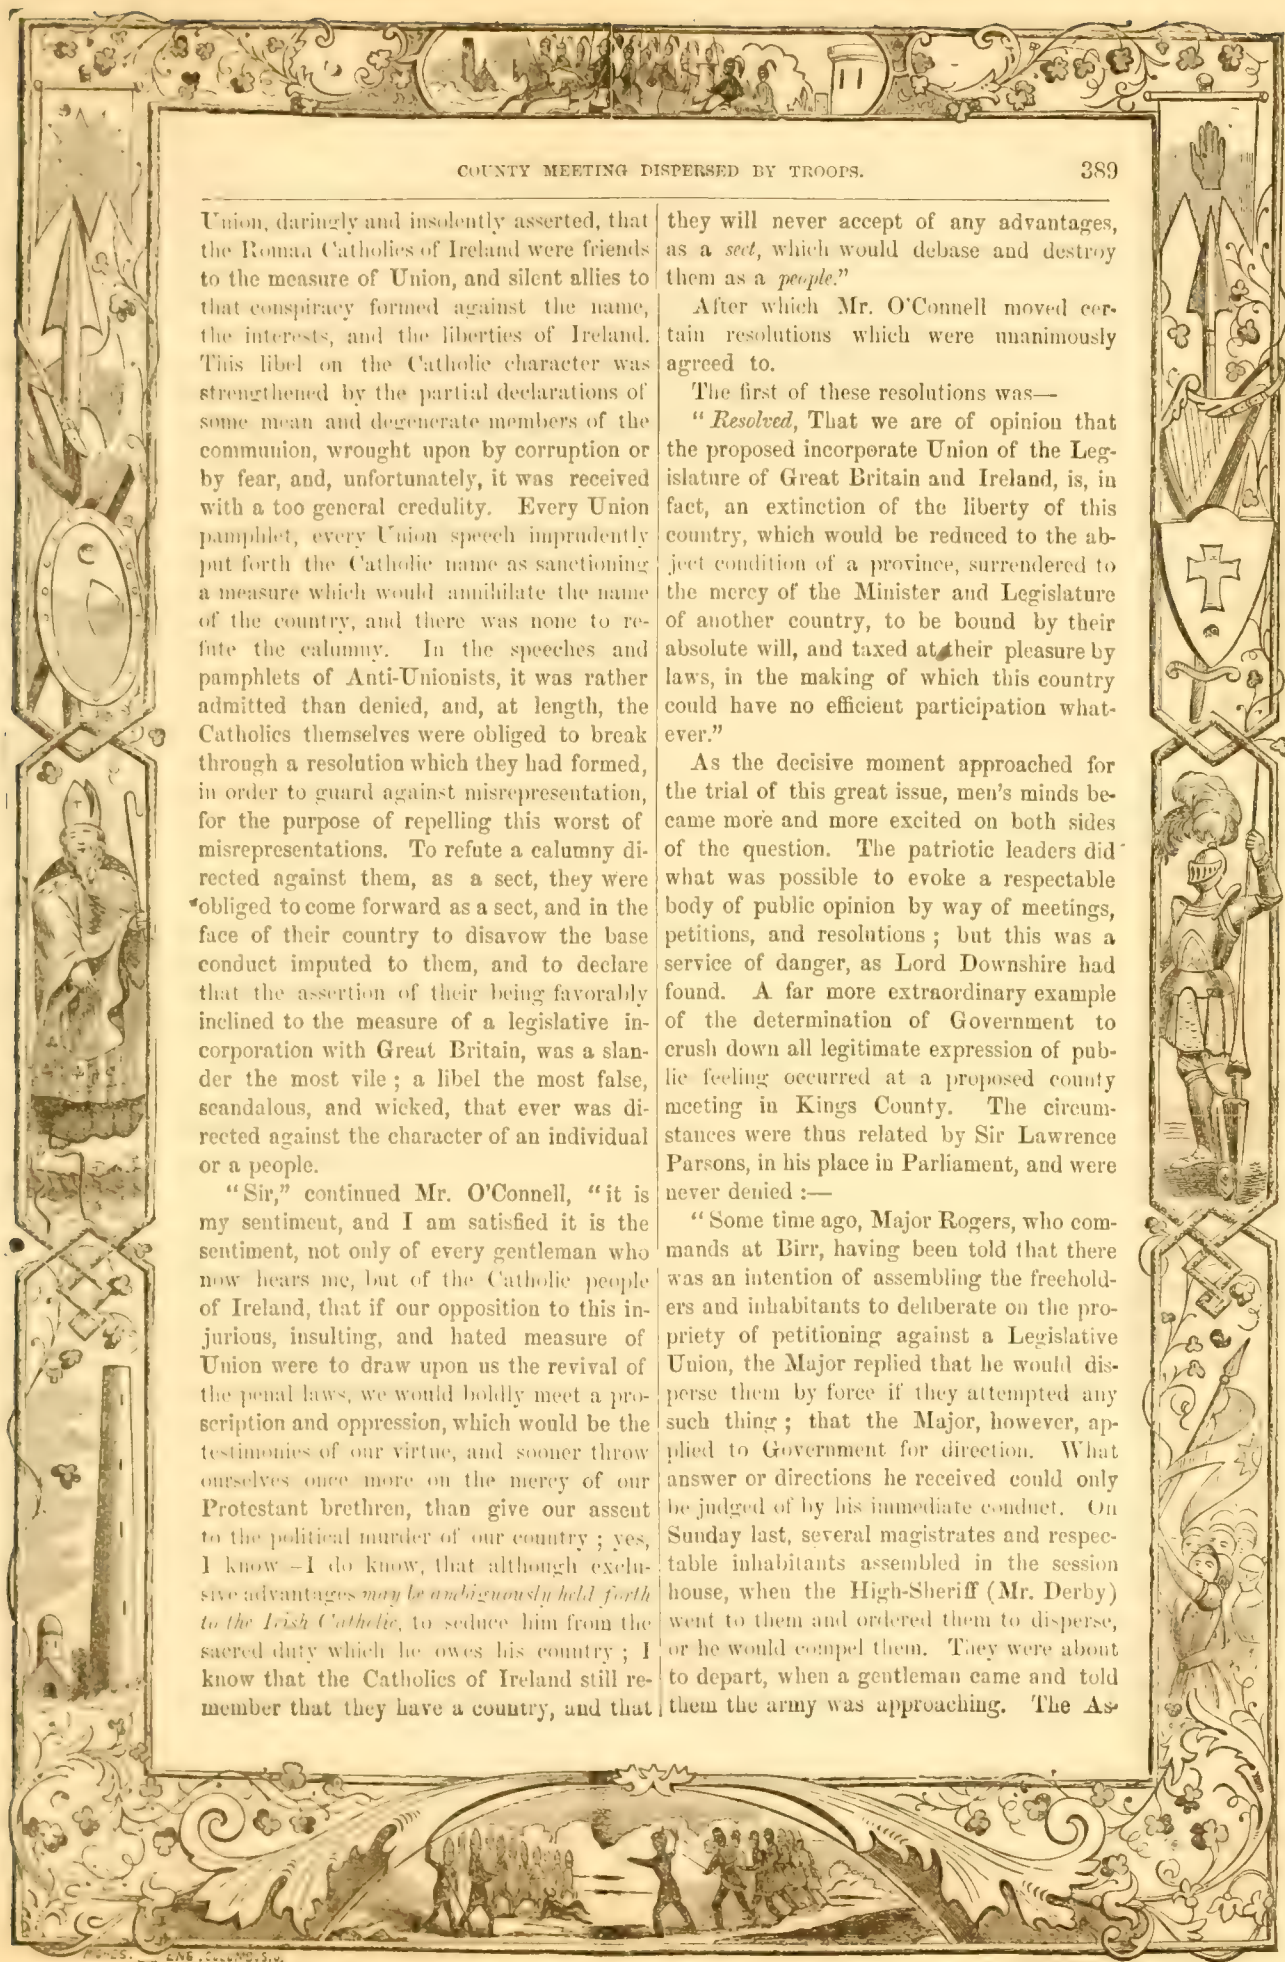 COUNTY MEETING DISPERSED BY TROOPS. 389
Union, daringly and insolently asserted, that
the Roman Catholics of Ireland were friends
to the measure of Union, and silent allies to
that conspiracy formed against the name,
the interests, and the liberties of Ireland.
This libel on the Catholic character was
strengthened by the partial declarations of
some mean and degenerate members of the
communion, wrought upon by corruption or
by fear, and, unfortunately, it was received
with a too general credulity. Every Union
pamphlet, every Union speech imprudently
put forth the Catholic name as sanctioning
a measure which would annihilate the name
of the country, and there was none to re-
fute the calumny. In the speeches and
pamphlets of Anti-Unionists, it was rather
admitted than denied, and, at length, the
Catholics themselves were obliged to break
through a resolution which they had formed,
in order to guard against misrepresentation,
for the purpose of repelling this worst of
misrepresentations. To refute a calumny di-
rected against them, as a sect, they were
obliged to come forward as a sect, and in the
face of their country to disavow the base
conduct imputed to them, and to declare
that the assertion of their being favorably
inclined to the measure of a legislative in-
corporation with Great Britain, was a slan-
der the most vile ; a libel the most false,
scandalous, and wicked, that ever was di-
rected against the character of an individual
or a people.
"Sir," continued Mr. O'Connell, "it is
my sentiment, and I am satisfied it is the
sentiment, not only of every gentleman who
now hears me, but of the Catholic people
of Ireland, that if our opposition to this in-
jurious, insulting, and hated measure of
Union were to draw upon us the revival of
the penal laws, we would boldly meet a pro-
scription and oppression, which would be the
testimonies of our virtue, and sooner throw
ourselves once more on the mercy of our
Protestant brethren, than give our assent
to the political murder of our country ; yes,
I know—I do know, that although exclu-
sive advantages may be ambiguously held forth
to the Irish Catholic, to seduce him from the
sacred duty which he owes his country ; I
know that the Catholics of Ireland still re-
member that they have a country, and that
they will never accept of any advantages,
as a sect, which would debase and destroy
them as a people."
After which Mr. O'Connell moved cer-
tain resolutions which were unanimously
agreed to.
The first of these resolutions was—
" Resolved, That we are of opinion that
the proposed incorporate Union of the Leg-
islature of Great Britain and Ireland, is, in
fact, an extinction of the liberty of this
country, which would be reduced to the ab-
ject condition of a province, surrendered to
the mercy of the Minister and Legislature
of another country, to be bound by their
absolute will, and taxed at their pleasure by
laws, in the making of which this country
could have no efficient participation what-
ever."
As the decisive moment approached for
the trial of this great issue, men's minds be-
came more and more excited on both sides
of the question. The patriotic leaders did
what was possible to evoke a respectable
body of public opinion by way of meetings,
petitions, and resolutions ; but this was a
service of danger, as Lord Downshire had
found. A far more extraordinary example
of the determination of Government to
crush down all legitimate expression of pub-
lic feeling occurred at a proposed county
meeting in Kings County. The circum-
stances were thus related by Sir Lawrence
Parsons, in his place in Parliament, and were
never denied :—
" Some time ago, Major Rogers, who com-
mands at Birr, having been told that there
was an intention of assembling the freehold-
ers and inhabitants to deliberate on the pro-
priety of petitioning against a Legislative
Union, the Major replied that he would dis-
perse them by force if they attempted any
such thing ; that the Major, however, ap-
plied to Government for direction. What
answer or directions he received could only
be judged of by his immediate conduct. On
Sunday last, several magistrates and respec-
table inhabitants assembled in the session
house, when the High-Sheriff (Mr. Derby)
went to them and ordered them to disperse,
or he would compel them. They were about
to depart, when a gentleman came and told
them the army was approaching. The As-